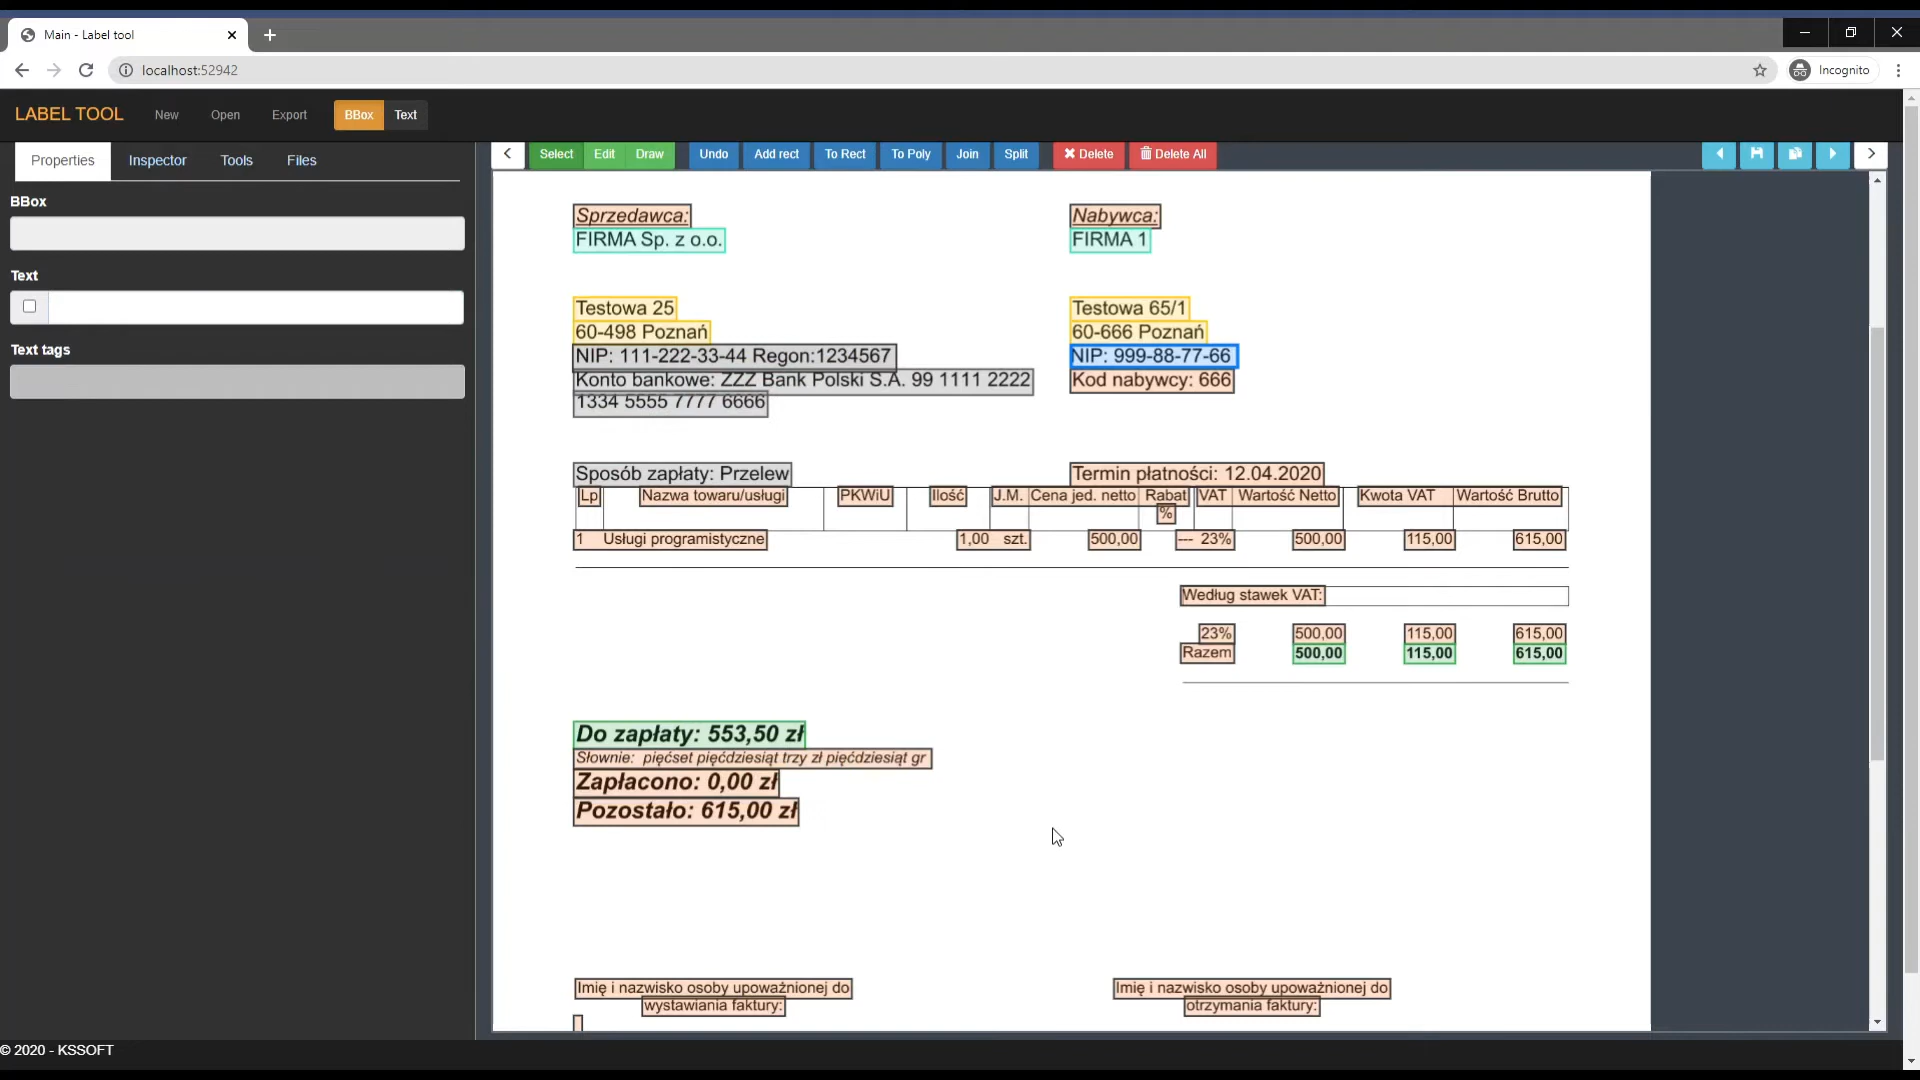 Main - Label tool
localhost:52942
Incognito
LABEL TOOL New Open Export BBox Text
Properties Inspector Tools Files
Select Edit Draw Undo Add rect To Rect To Poly Join Split Delete Delete All
BBox
Text
Text tags
Sprzedawca: Nabywca:
FIRMA Sp. z o.o. FIRMA 1
Testowa 25 Testowa 65/1
60-498 Poznań 60-666 Poznań
NIP: 111-222-33-44 Regon:1234567 NIP: 999-88-77-66
Konto bankowe: ZZZ Bank Polski S.A. 99 1111 2222 Kod nabywcy: 666
1334 5555 7777 6666
Sposób zapłaty: Przelew Termin płatności: 12.04.2020
Lp Nazwa towaru/usługi PKWiU Ilość J.M. Cena jed. netto Rabat VAT Wartość Netto Kwota VAT Wartość Brutto
%
1 Usługi programistyczne 1,00 szt. 500,00 --- 23% 500,00 115,00 615,00
Według stawek VAT:
23% 500,00 115,00 615,00
Razem 500,00 115,00 615,00
Do zapłaty: 553,50 zł
Słownie: pięćset pięćdziesiąt trzy zł pięćdziesiąt gr
Zapłacono: 0,00 zł
Pozostało: 615,00 zł
Imię i nazwisko osoby upoważnionej do Imię i nazwisko osoby upoważnionej do
wystawiania faktury: otrzymania faktury:
© 2020 - KSSOFT